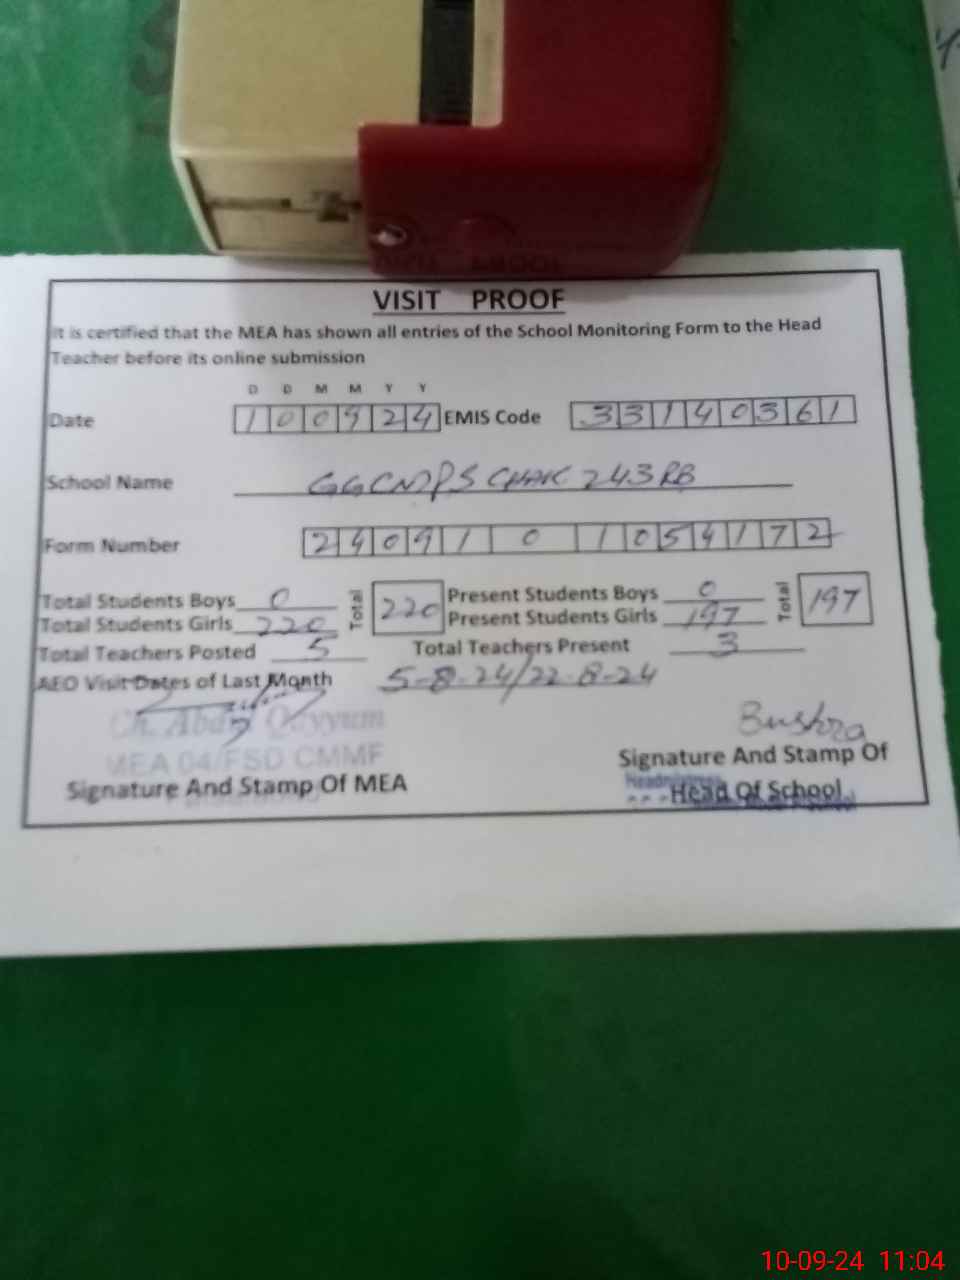 VISIT PROOF
It is certified that the MEA has shown all entries of the School Monitoring Form to the Head
Teacher before its online submission
D D M M Y Y
Date 1 0 0 9 2 4 EMIS Code 3 3 1 4 0 3 6 1
School Name GGCMPS CHAK 243 RB
Form Number 2 4 0 9 1 0 1 0 5 4 1 7 2
Total Students Boys 0 Total 220 Present Students Boys 0 Total 197
Total Students Girls 220 Present Students Girls 197
Total Teachers Posted 5 Total Teachers Present 3
AEO Visit Dates of Last Month 5-8-24/22-8-24
Ch. Abdul Qayyum Bushra
MEA 04/FSD CMMF Signature And Stamp Of
Signature And Stamp Of MEA Headmistress
Head Of School
10-09-24 11:04